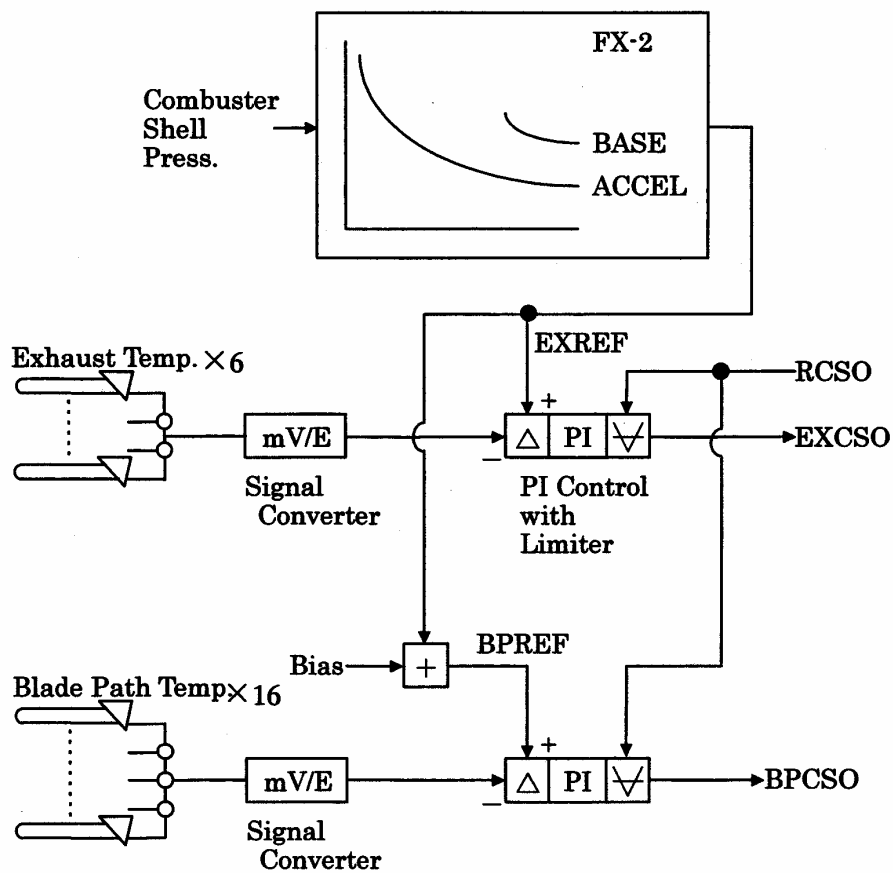 FX-2
Combuster
Shell
Press.
BASE
ACCEL
EXREF
Exhaust Temp. ×6
RCSO
+
mV/E
△ PI
EXCSO
−
Signal
Converter
PI Control
with
Limiter
BPREF
Bias
+
Blade Path Temp.×16
+
mV/E
△ PI
BPCSO
−
Signal
Converter